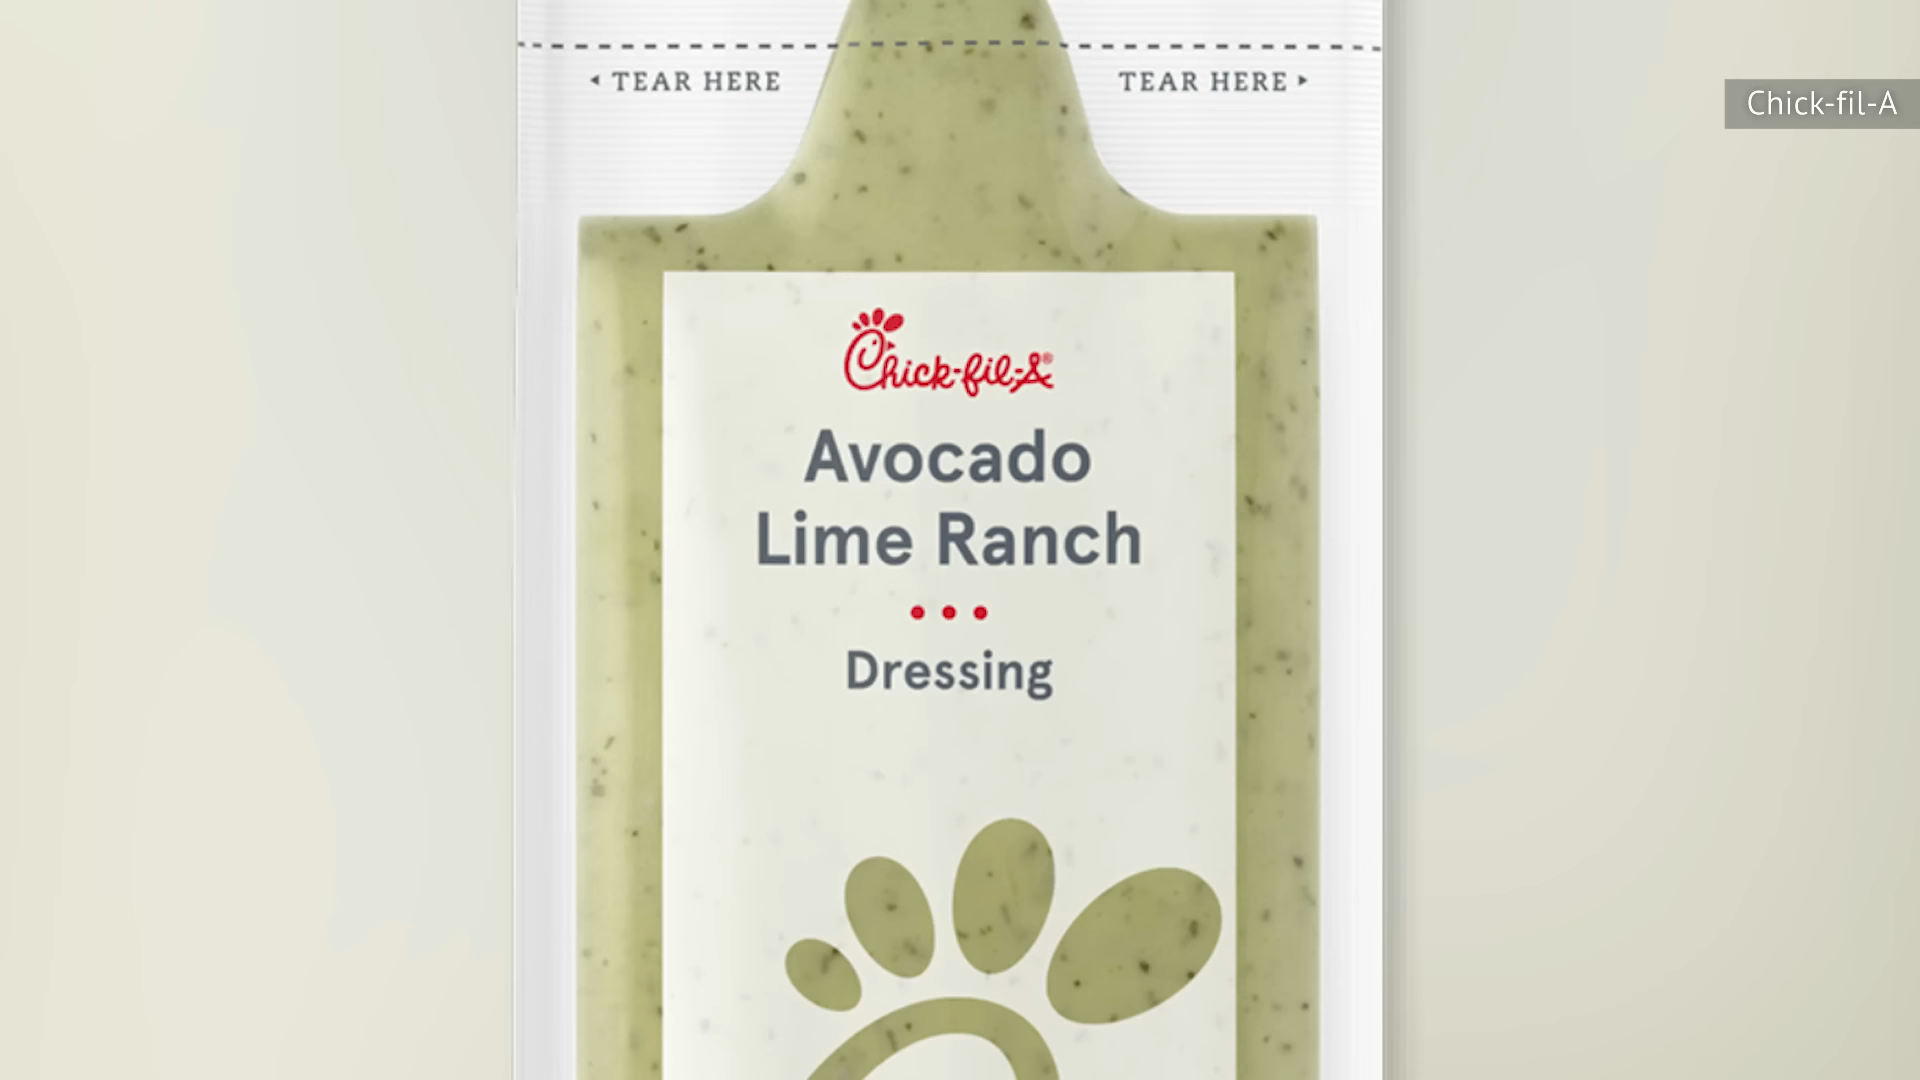 TEAR HERE
TEAR HERE
Chick-fil-A
Chick-fil-A®
Avocado
Lime Ranch
Dressing